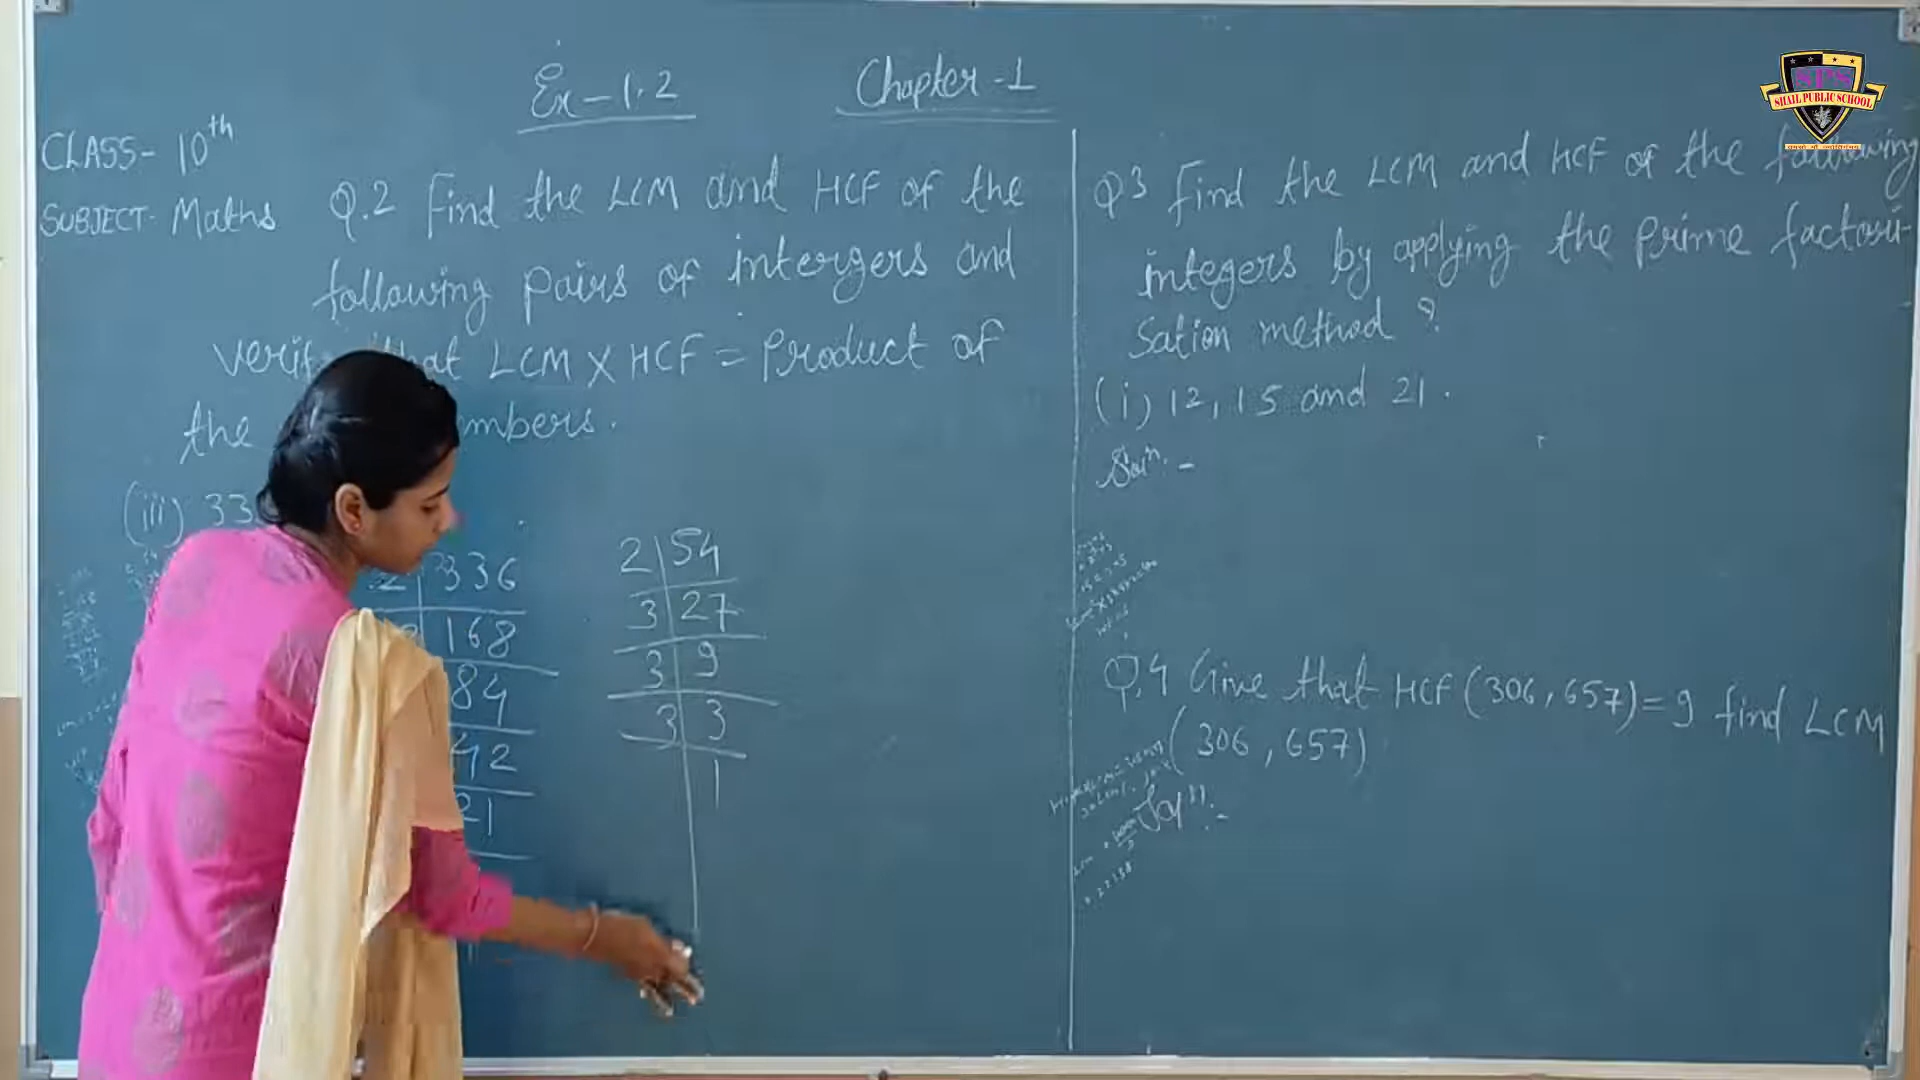 Ex-1.2
Chapter-1
CLASS- 10th
SUBJECT- Maths
Q.2 Find the LCM and HCF of the
following pairs of intergers and
that LCM X HCF = Product of
the
(iii) 33
2 336
168
84
42
21
2 54
3 27
3 9
3 3
1
Q3 Find the LCM and HCF of the following
integers by applying the prime factori-
sation method ?
(i) 12, 15 and 21.
Soln. -
Q.4 Give that HCF (306, 657) = 9 find LCM
(306, 657)
Soln. -
SPS
SHAIL PUBLIC SCHOOL